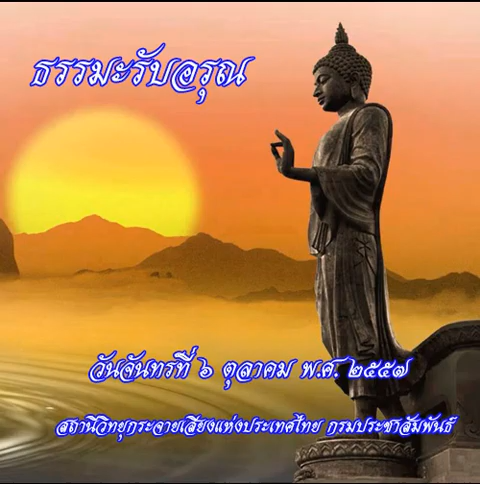 ธรรมะรับอรุณ
วันจันทร์ที่ ๖ ตุลาคม พ.ศ. ๒๕๕๗
สถานีวิทยุกระจายเสียงแห่งประเทศไทย กรมประชาสัมพันธ์